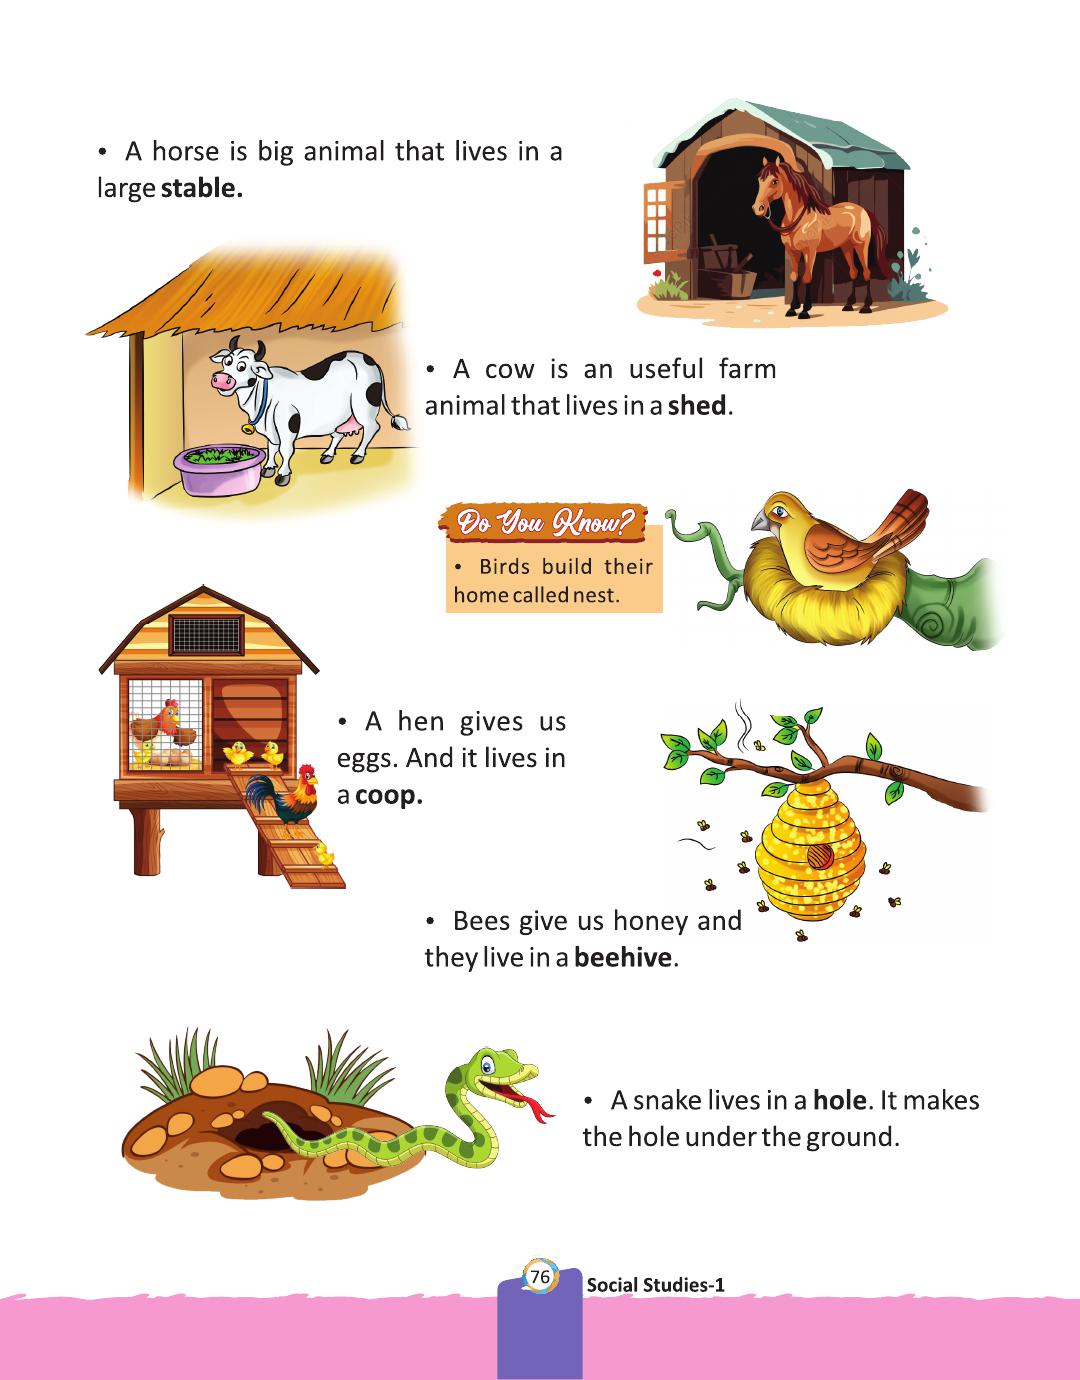 • A horse is big animal that lives in a
large stable.
• A cow is an useful farm
animal that lives in a shed.
Do You Know?
• Birds build their
home called nest.
• A hen gives us
eggs. And it lives in
a coop.
• Bees give us honey and
they live in a beehive.
• A snake lives in a hole. It makes
the hole under the ground.
76
Social Studies-1